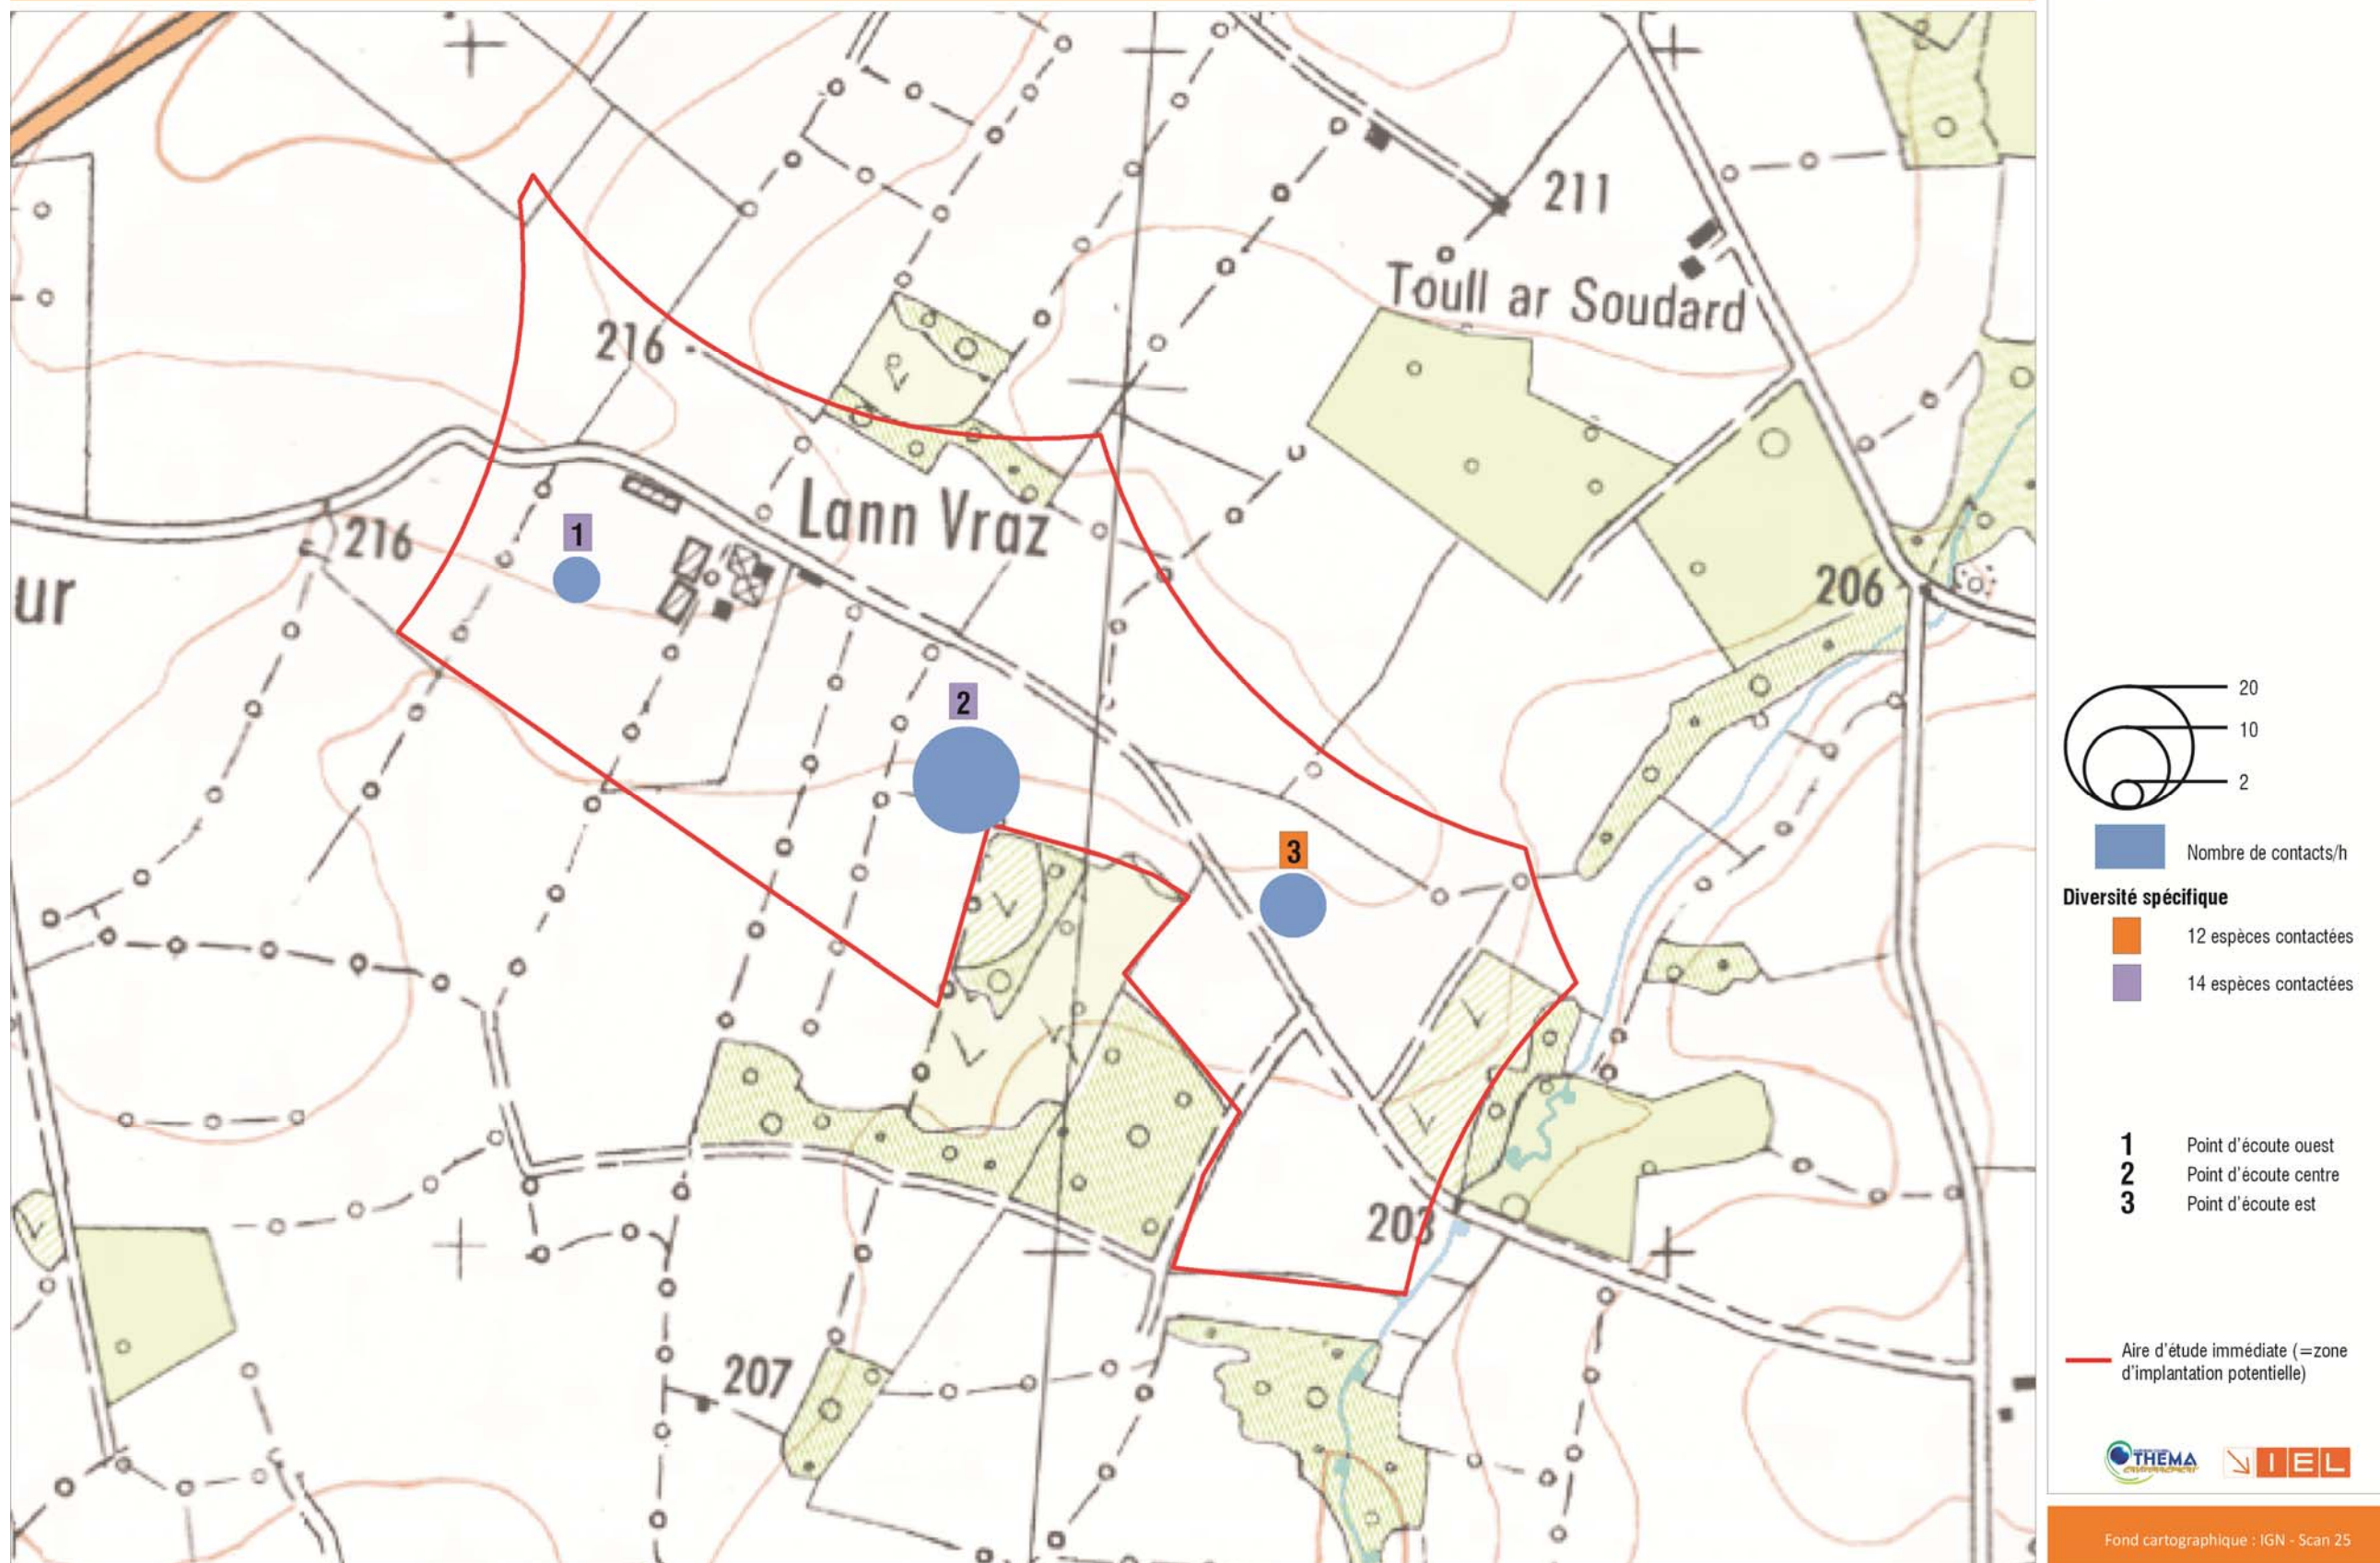 211
Toull ar Soudard
216
Lann Vraz
216
1
ur
206
2
3
203
207
20
10
2
Nombre de contacts/h
Diversité spécifique
12 espèces contactées
14 espèces contactées
1 Point d'écoute ouest
2 Point d'écoute centre
3 Point d'écoute est
Aire d'étude immédiate (=zone
d'implantation potentielle)
THEMA
environnement
IEL
Fond cartographique : IGN - Scan 25